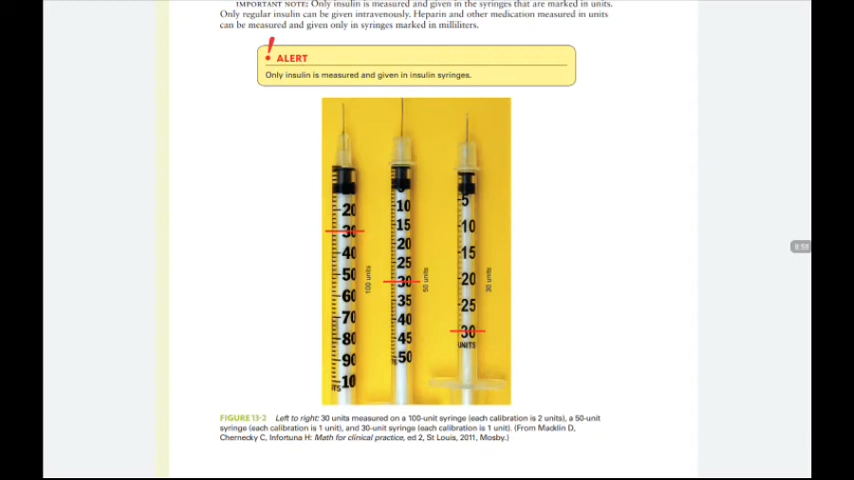 IMPORTANT NOTE: Only insulin is measured and given in the syringes that are marked in units.
Only regular insulin can be given intravenously. Heparin and other medication measured in units
can be measured and given only in syringes marked in milliliters.
! ALERT
Only insulin is measured and given in insulin syringes.
20
30
40
50
60
70
80
90
10
100 units
5
10
15
20
25
30
35
40
45
50
50 units
5
10
15
20
25
30
UNITS
30 units
8:58
FIGURE 13-2 Left to right: 30 units measured on a 100-unit syringe (each calibration is 2 units), a 50-unit
syringe (each calibration is 1 unit), and 30-unit syringe (each calibration is 1 unit). (From Macklin D,
Chernecky C, Infortuna H: Math for clinical practice, ed 2, St Louis, 2011, Mosby.)